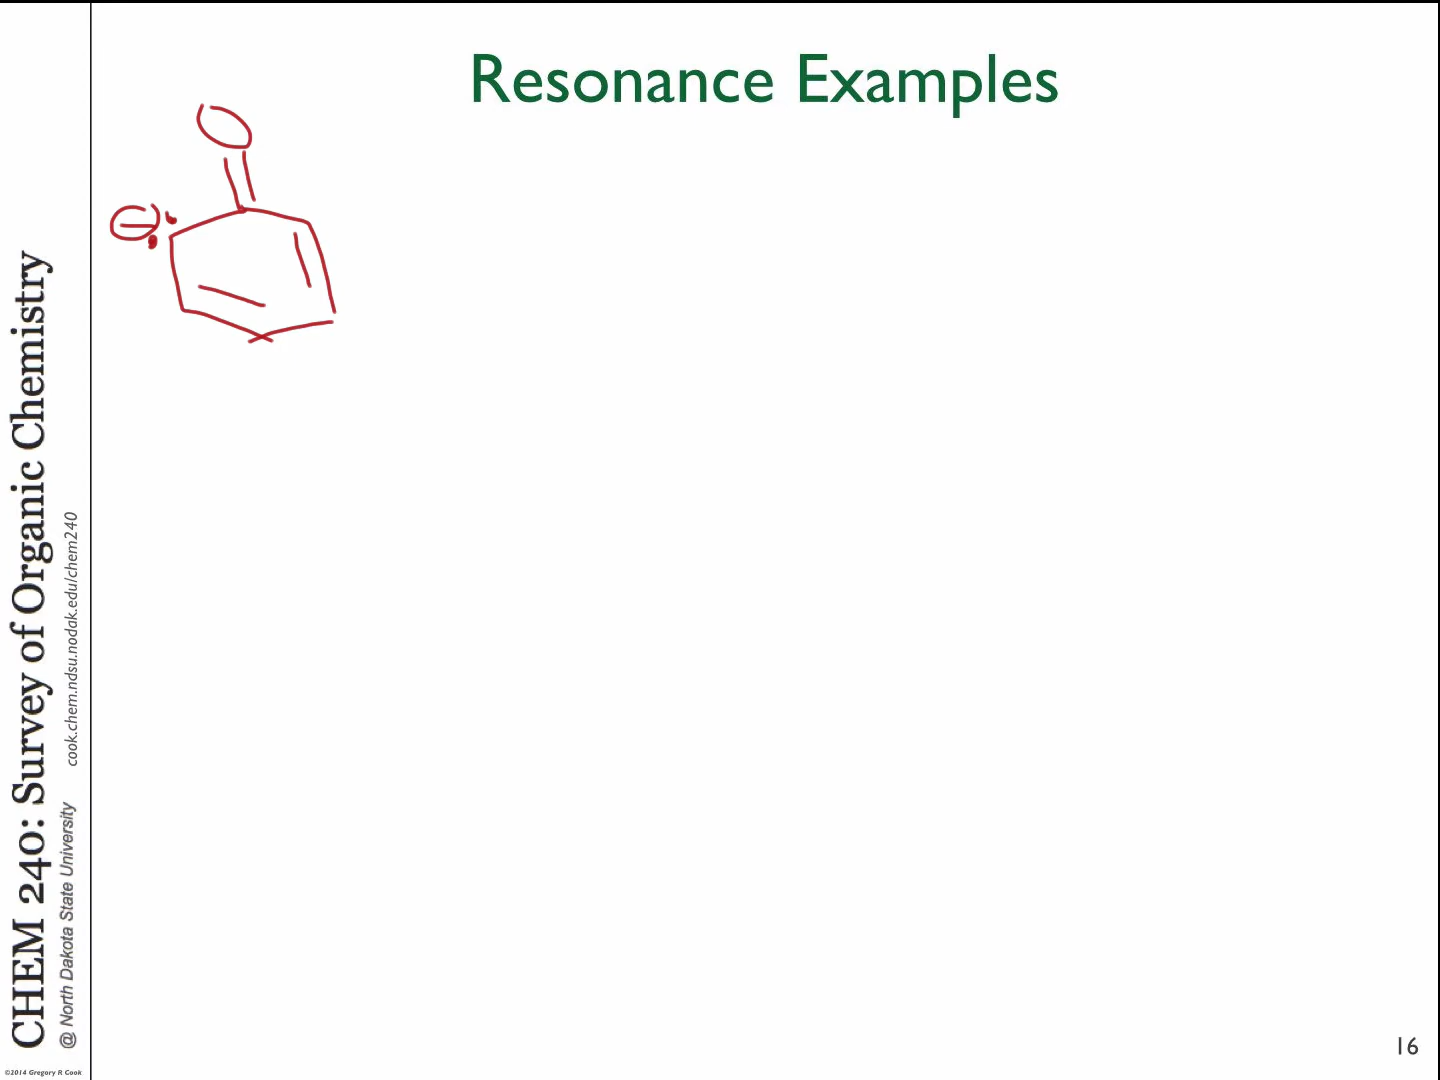 Resonance Examples
O
CHEM 240: Survey of Organic Chemistry
@ North Dakota State University cook.chem.ndsu.nodak.edu/chem240
©2014 Gregory R Cook
16